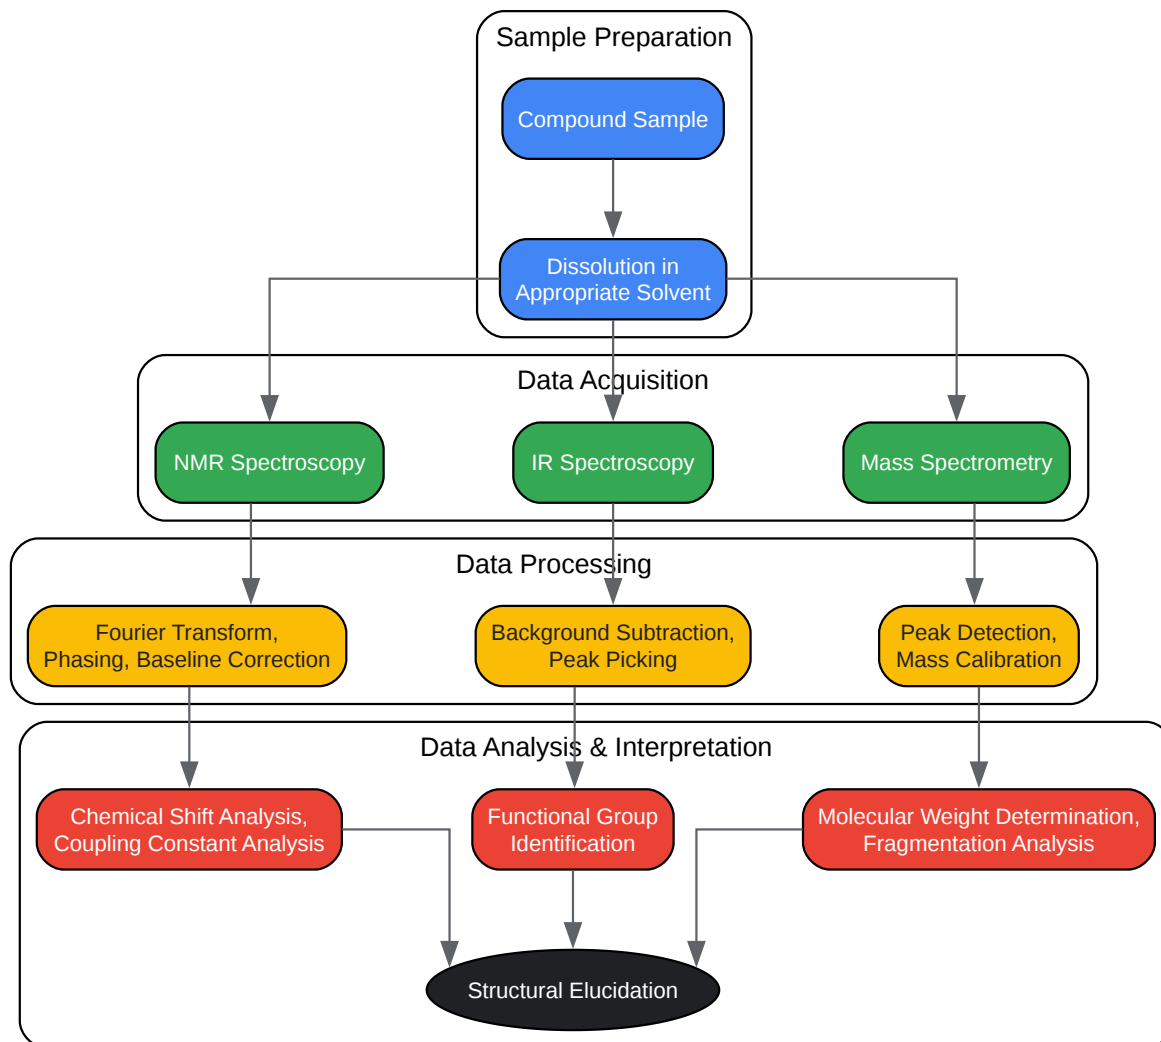 Sample Preparation
Compound Sample
Dissolution in
Appropriate Solvent
Data Acquisition
NMR Spectroscopy
IR Spectroscopy
Mass Spectrometry
Data Processing
Fourier Transform,
Phasing, Baseline Correction
Background Subtraction,
Peak Picking
Peak Detection,
Mass Calibration
Data Analysis & Interpretation
Chemical Shift Analysis,
Coupling Constant Analysis
Functional Group
Identification
Molecular Weight Determination,
Fragmentation Analysis
Structural Elucidation